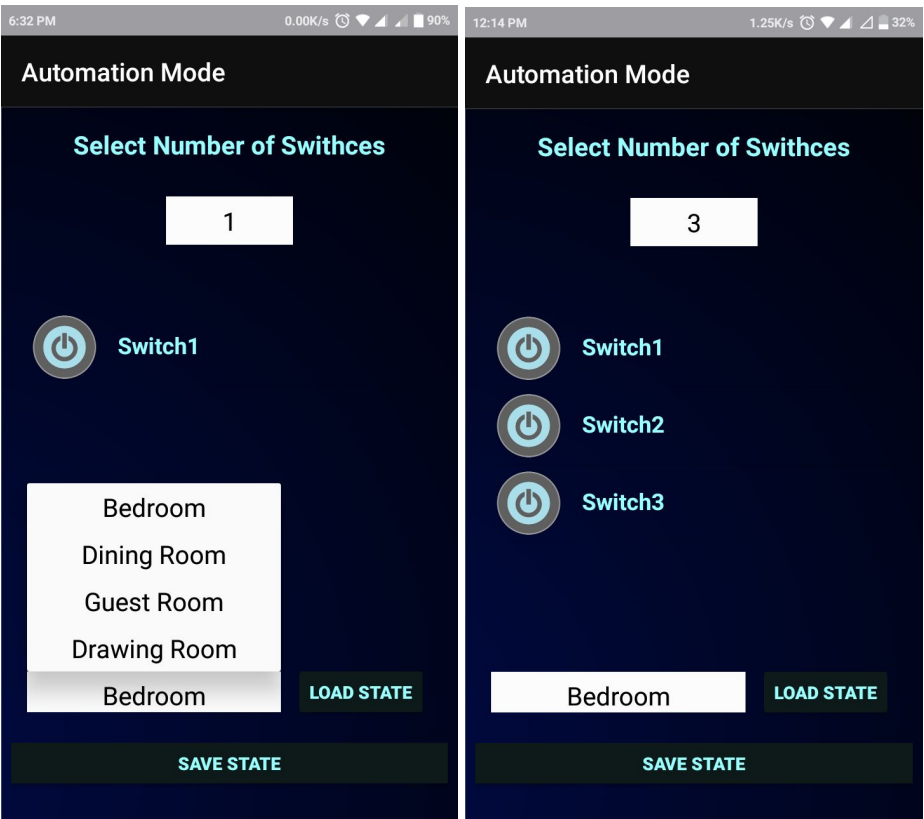 6:32 PM
0.00K/s
90%
Automation Mode
Select Number of Swithces
1
Switch1
Bedroom
Dining Room
Guest Room
Drawing Room
Bedroom
LOAD STATE
SAVE STATE
12:14 PM
1.25K/s
32%
Automation Mode
Select Number of Swithces
3
Switch1
Switch2
Switch3
Bedroom
LOAD STATE
SAVE STATE